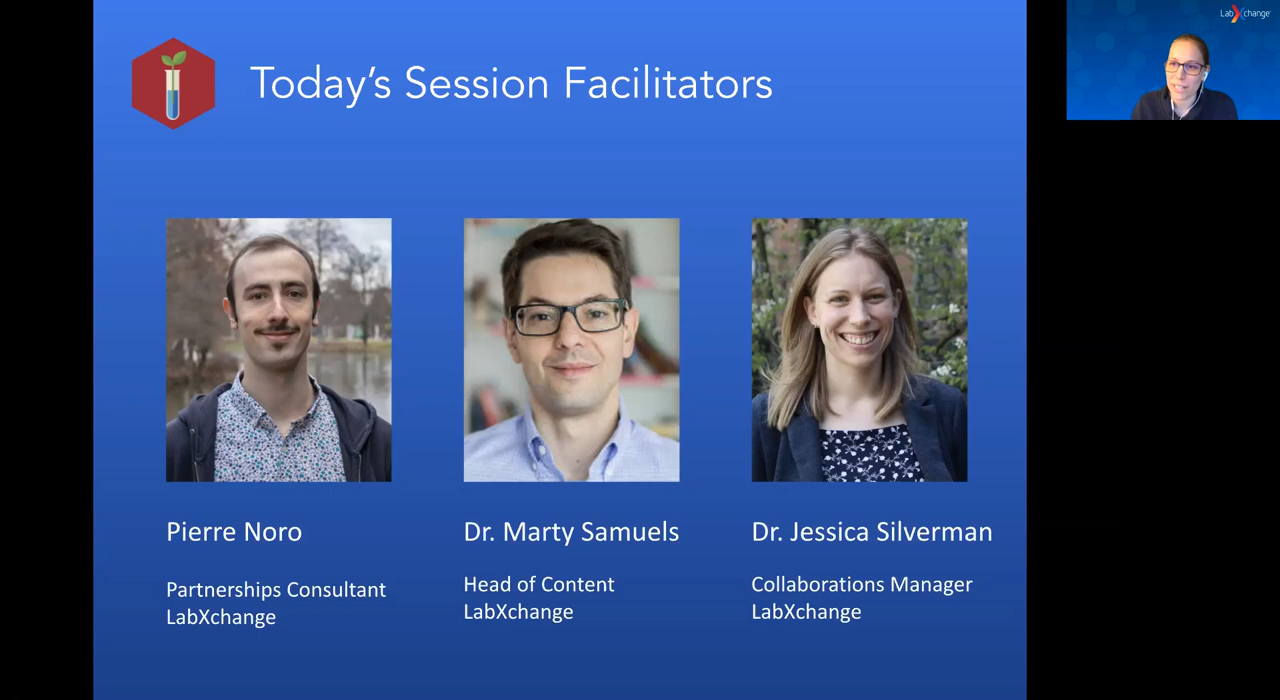 Today's Session Facilitators
LabXchange
Pierre Noro
Dr. Marty Samuels
Dr. Jessica Silverman
Partnerships Consultant
LabXchange
Head of Content
LabXchange
Collaborations Manager
LabXchange